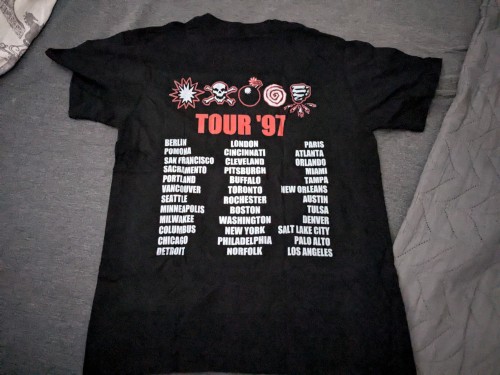 TOUR '97
BERLIN LONDON PARIS
POMONA CINCINNATI ATLANTA
SAN FRANCISCO CLEVELAND ORLANDO
SACRAMENTO PITSBURGH MIAMI
PORTLAND BUFFALO TAMPA
VANCOUVER TORONTO NEW ORLEANS
SEATTLE ROCHESTER AUSTIN
MINNEAPOLIS BOSTON TULSA
MILWAKEE WASHINGTON DENVER
COLUMBUS NEW YORK SALT LAKE CITY
CHICAGO PHILADELPHIA PALO ALTO
DETROIT NORFOLK LOS ANGELES